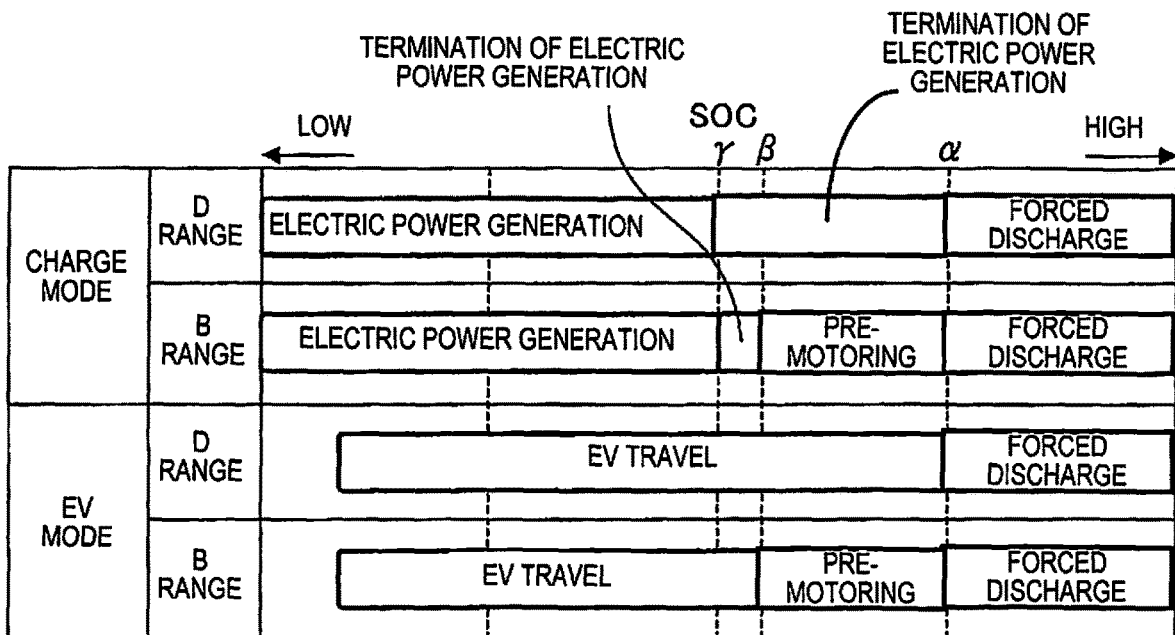 TERMINATION OF ELECTRIC
POWER GENERATION
TERMINATION OF
ELECTRIC POWER
GENERATION
LOW
SOC
HIGH
γ β α
CHARGE
MODE
D
RANGE
ELECTRIC POWER GENERATION
FORCED
DISCHARGE
B
RANGE
ELECTRIC POWER GENERATION
PRE-
MOTORING
FORCED
DISCHARGE
EV
MODE
D
RANGE
EV TRAVEL
FORCED
DISCHARGE
B
RANGE
EV TRAVEL
PRE-
MOTORING
FORCED
DISCHARGE